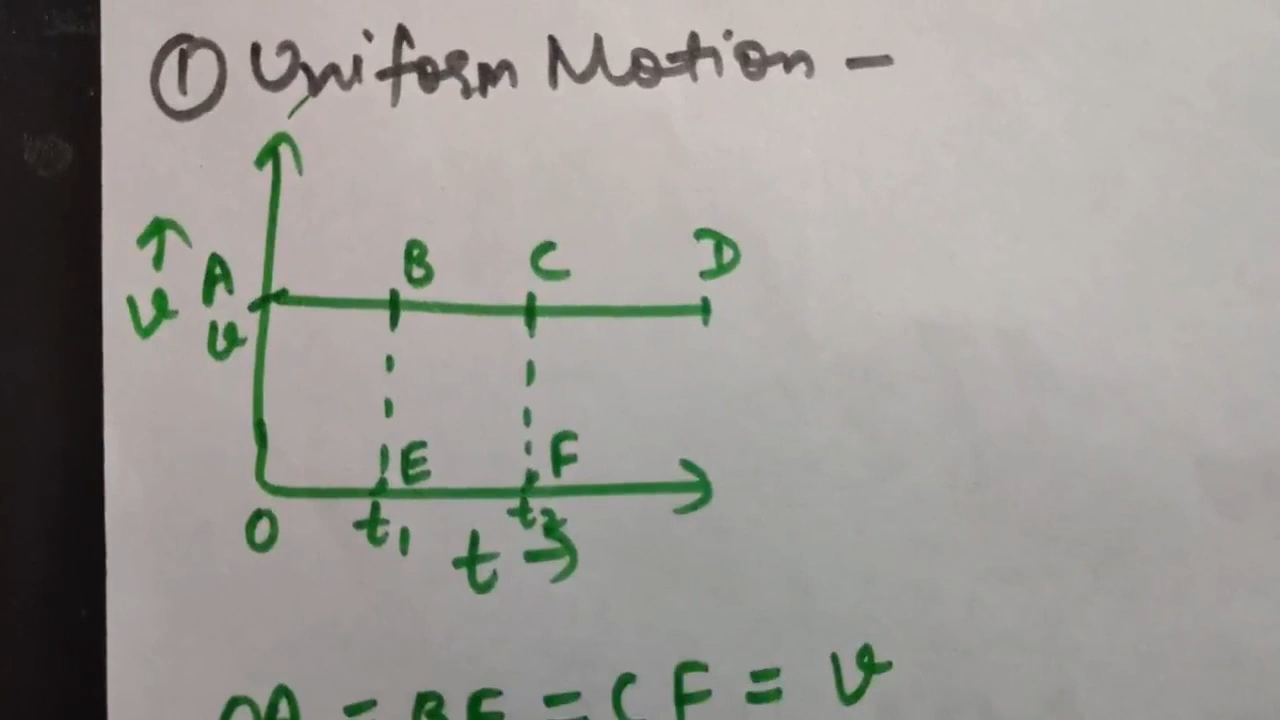 ① Uniform Motion -
B C D
↑ A
v v
E F
O t₁ t₂
t →
OA = BE = CF = v